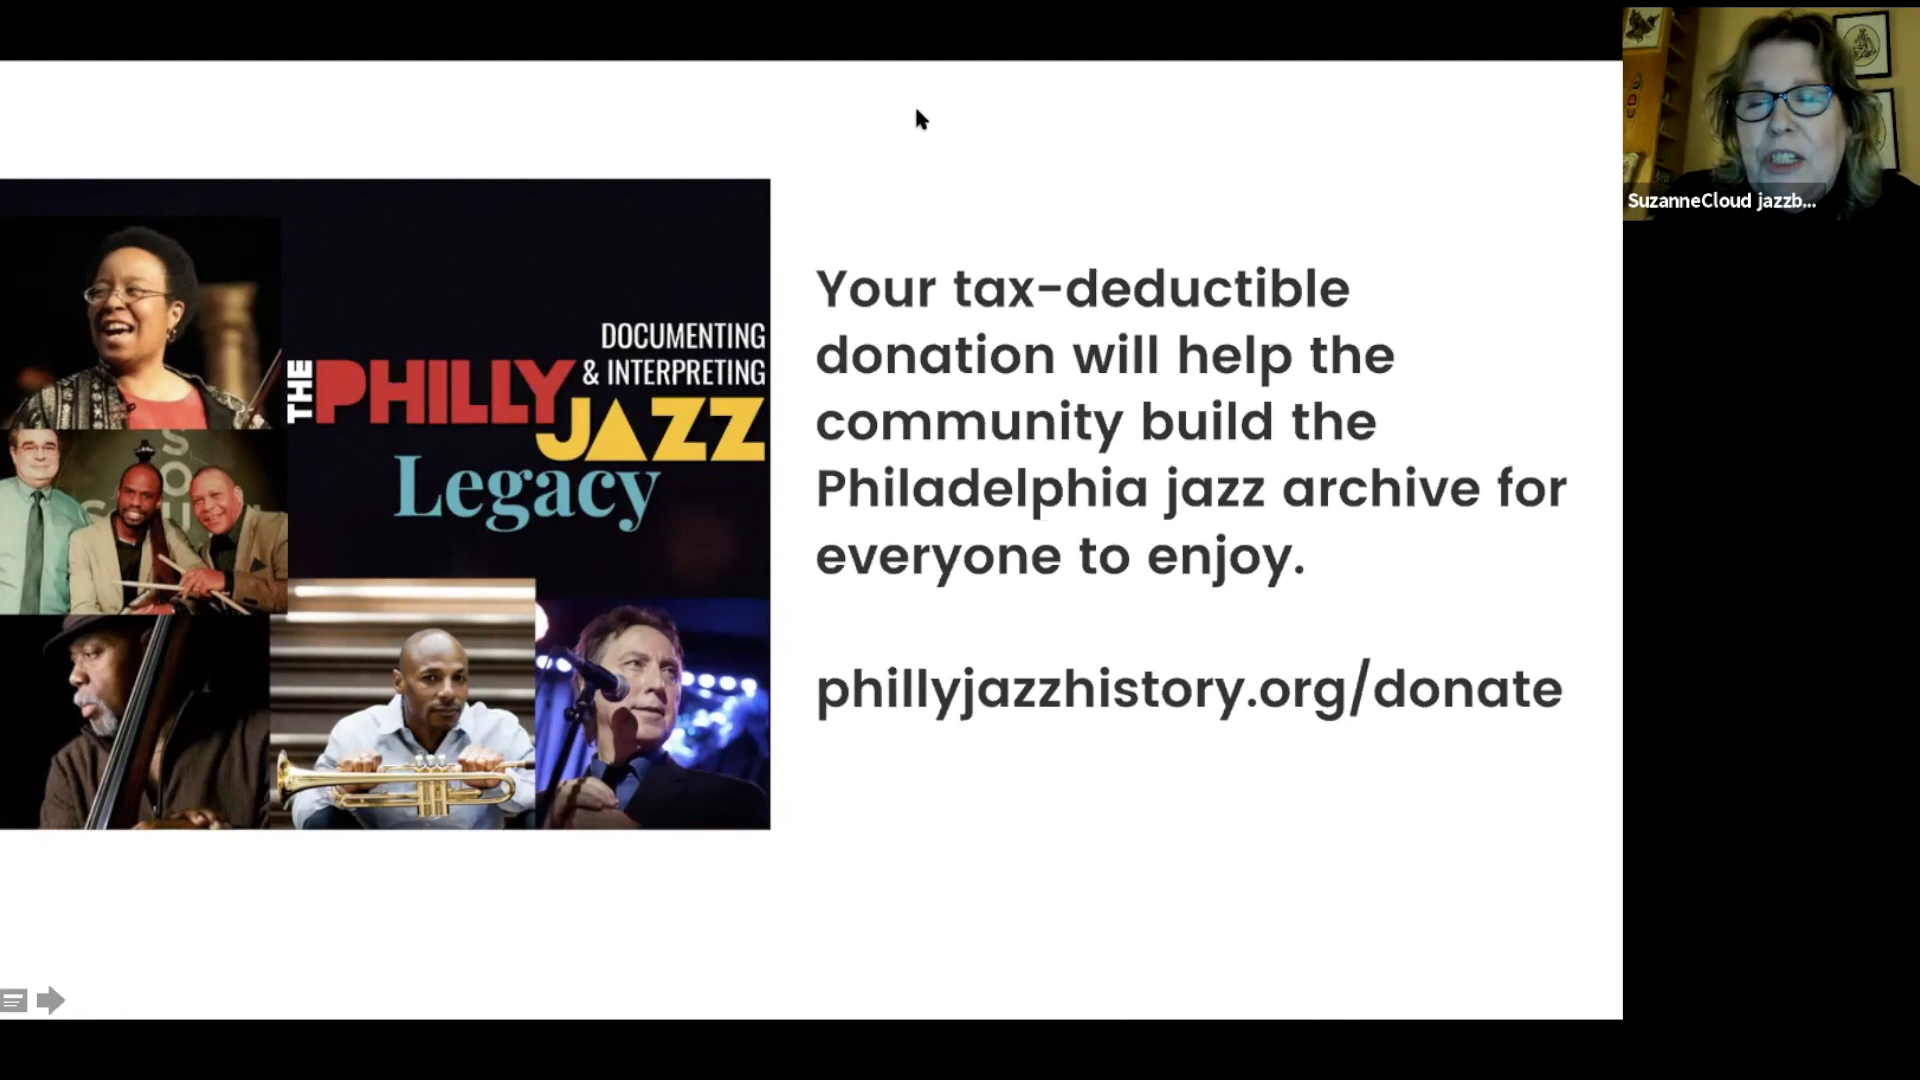 SuzanneCloud jazzb...
DOCUMENTING
& INTERPRETING
THE PHILLY
JAZZ
Legacy
Your tax-deductible
donation will help the
community build the
Philadelphia jazz archive for
everyone to enjoy.
phillyjazzhistory.org/donate